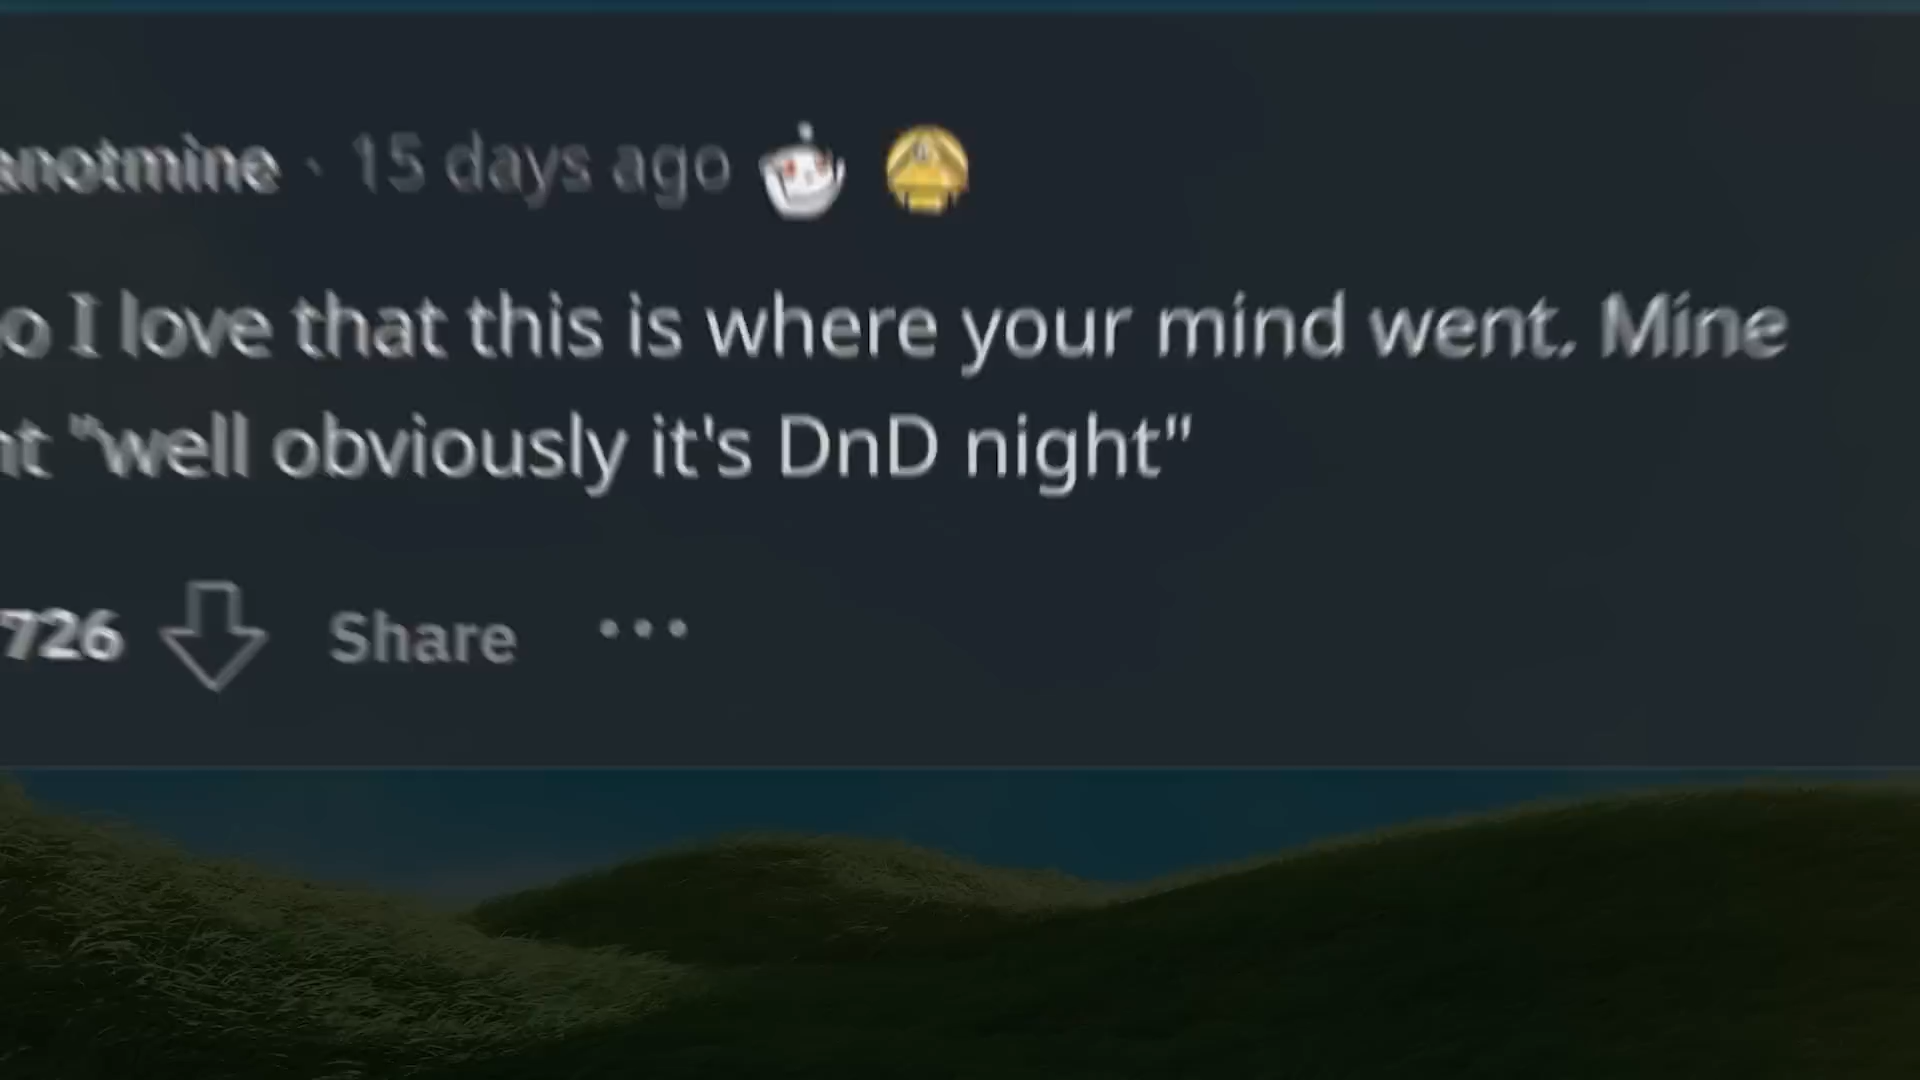 anotmine · 15 days ago
o I love that this is where your mind went. Mine
nt "well obviously it's DnD night"
726 Share ...